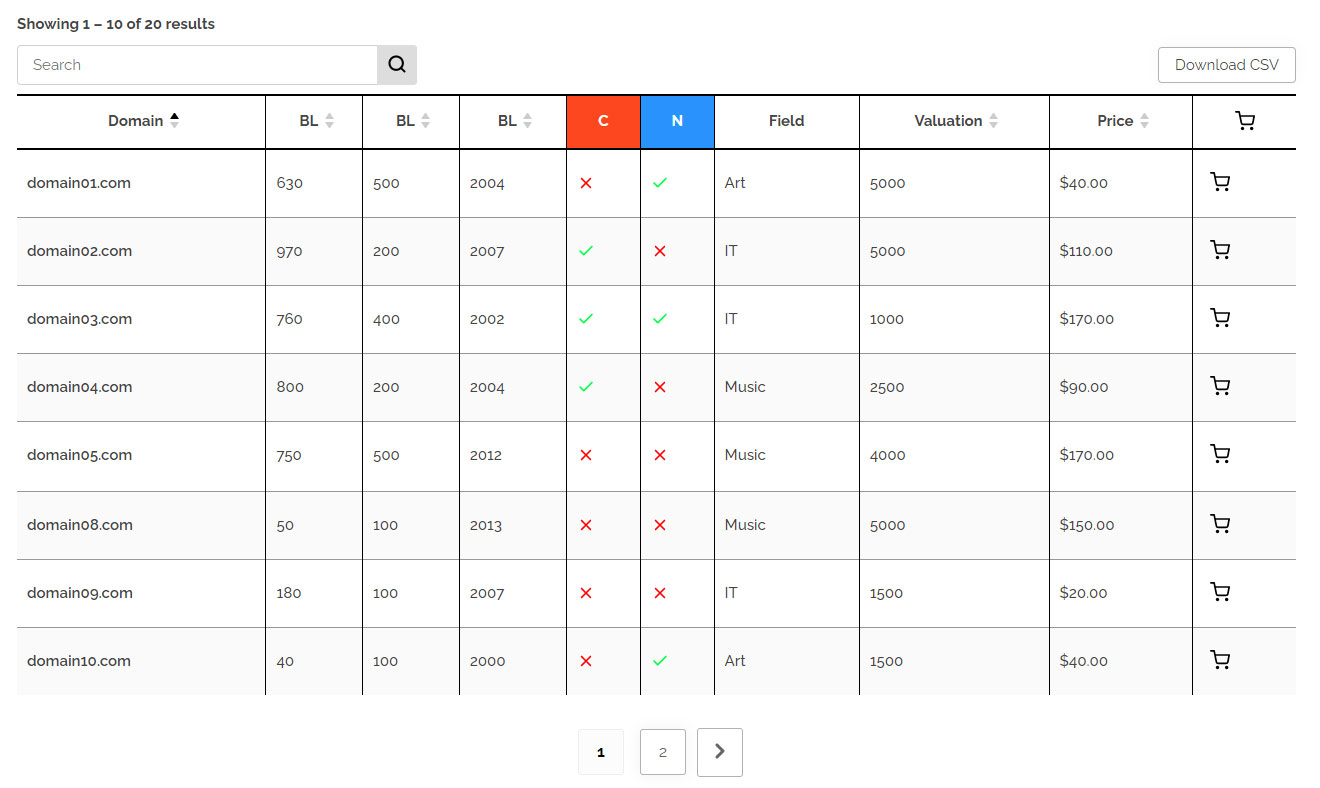 Showing 1 – 10 of 20 results
Search
Download CSV
Domain BL BL BL C N Field Valuation Price
domain01.com 630 500 2004 Art 5000 $40.00
domain02.com 970 200 2007 IT 5000 $110.00
domain03.com 760 400 2002 IT 1000 $170.00
domain04.com 800 200 2004 Music 2500 $90.00
domain05.com 750 500 2012 Music 4000 $170.00
domain08.com 50 100 2013 Music 5000 $150.00
domain09.com 180 100 2007 IT 1500 $20.00
domain10.com 40 100 2000 Art 1500 $40.00
1 2